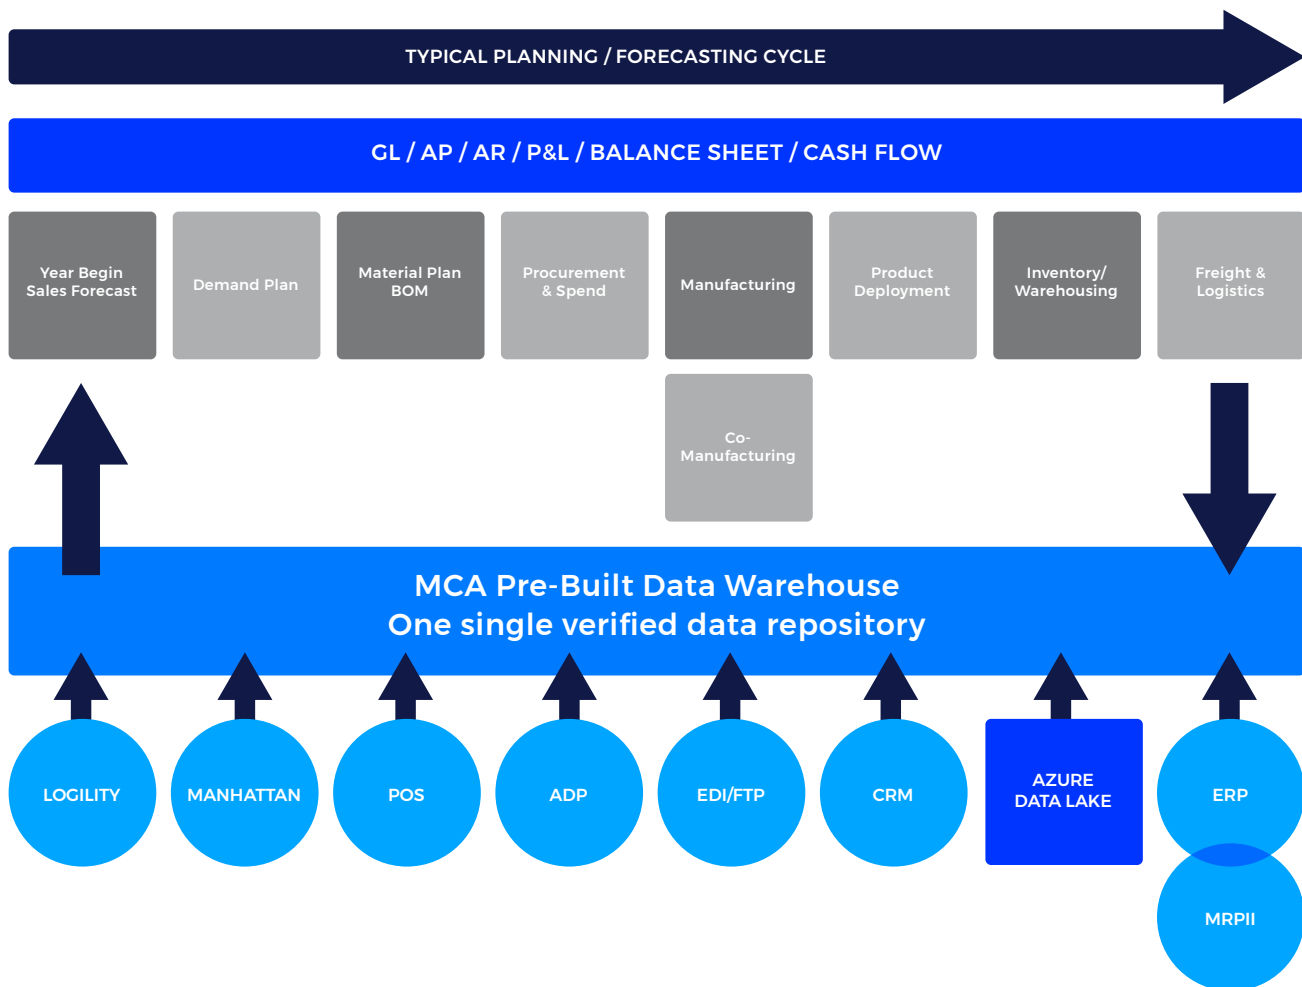 TYPICAL PLANNING / FORECASTING CYCLE
GL / AP / AR / P&L / BALANCE SHEET / CASH FLOW
Year Begin
Sales Forecast
Demand Plan
Material Plan
BOM
Procurement
& Spend
Manufacturing
Product
Deployment
Inventory/
Warehousing
Freight &
Logistics
Co-
Manufacturing
MCA Pre-Built Data Warehouse
One single verified data repository
LOGILITY
MANHATTAN
POS
ADP
EDI/FTP
CRM
AZURE
DATA LAKE
ERP
MRPII